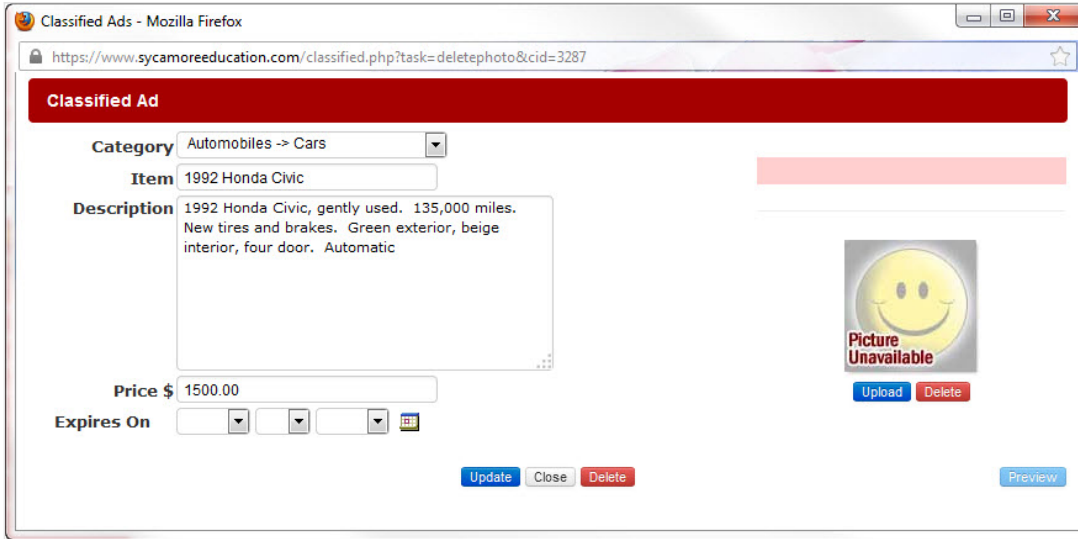 Classified Ads - Mozilla Firefox
https://www.sycamoreeducation.com/classified.php?task=deletephoto&cid=3287
Classified Ad
Category Automobiles -> Cars
Item 1992 Honda Civic
Description 1992 Honda Civic, gently used.  135,000 miles.
New tires and brakes.  Green exterior, beige
interior, four door.  Automatic
Picture
Unavailable
Upload Delete
Price $ 1500.00
Expires On
Update Close Delete
Preview